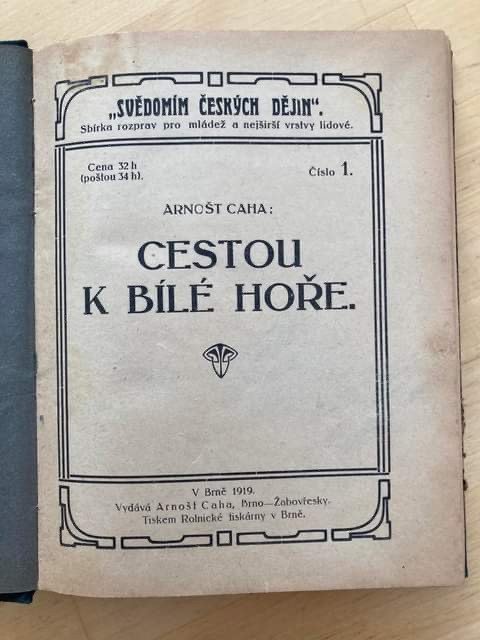 „SVĚDOMÍM ČESKÝCH DĚJIN“.
Sbírka rozprav pro mládež a nejširší vrstvy lidové.
Cena 32 h
(poštou 34 h).
Číslo 1.
ARNOŠT CAHA:
CESTOU
K BÍLÉ HOŘE.
V Brně 1919.
Vydává Arnošt Caha, Brno—Žabovřesky.
Tiskem Rolnické tiskárny v Brně.